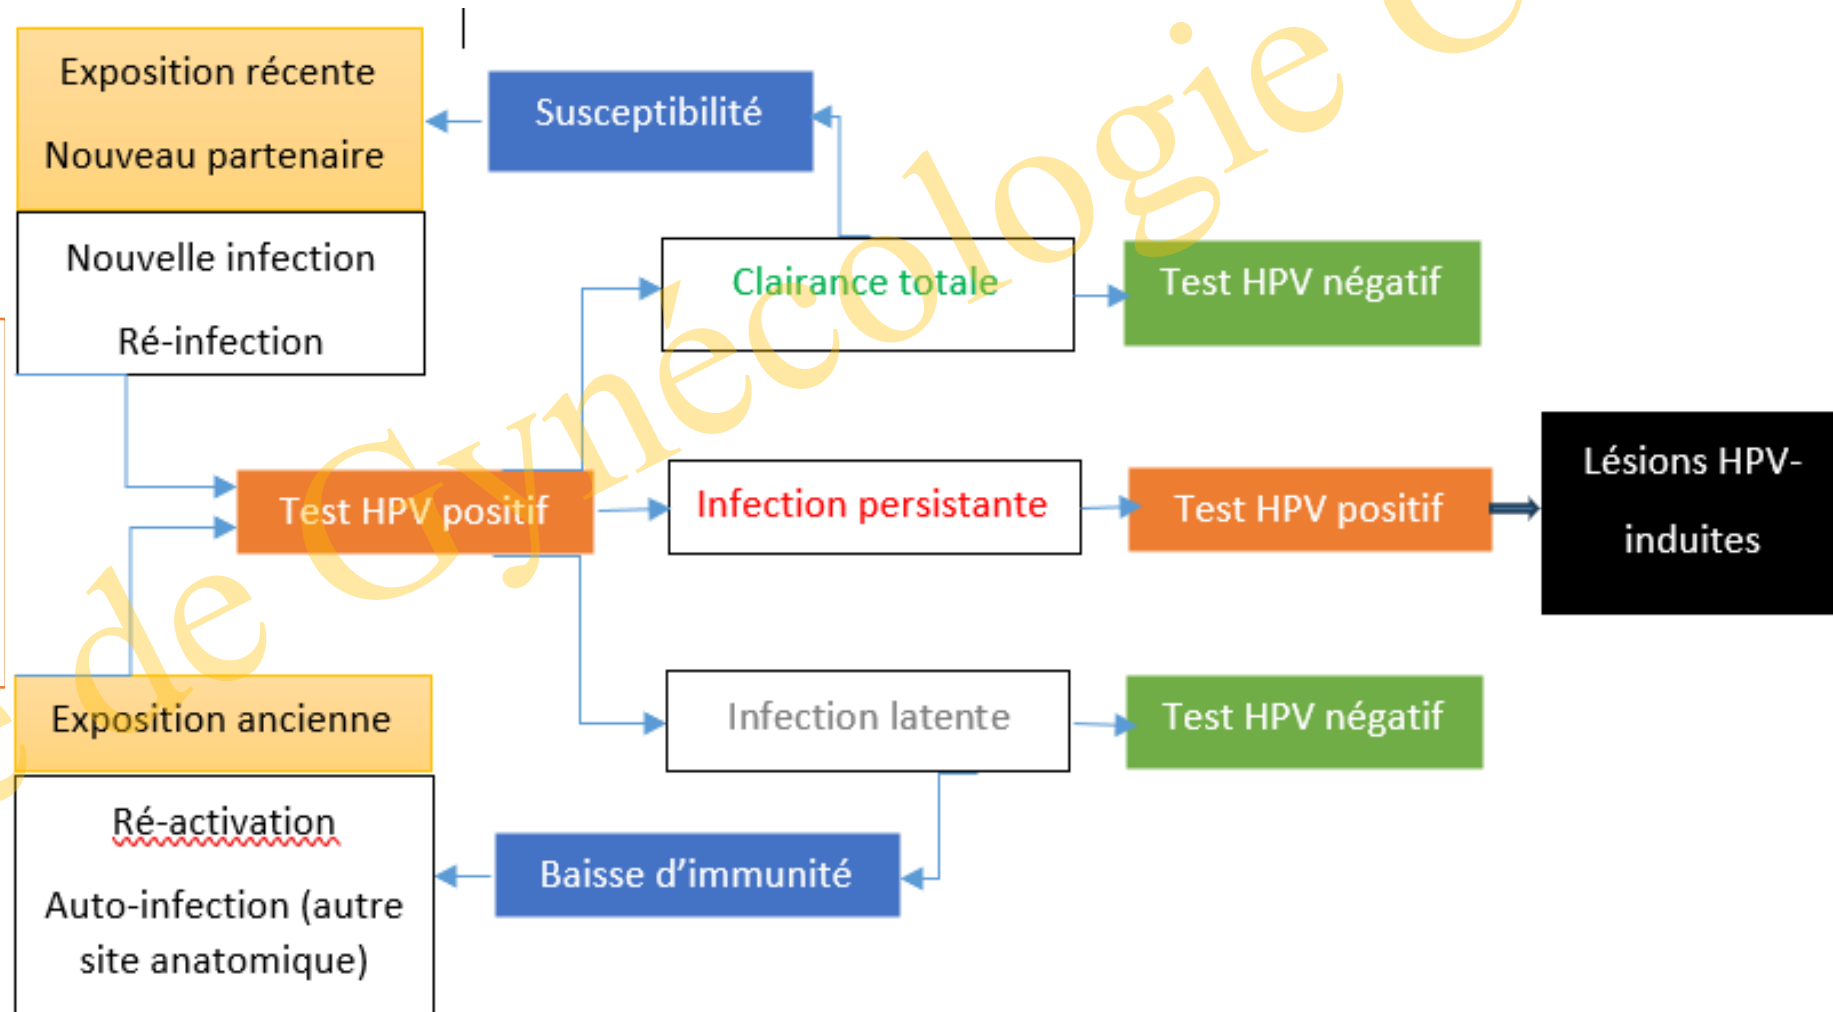 Exposition récente
Nouveau partenaire
Susceptibilité
Nouvelle infection
Ré-infection
Clairance totale
Test HPV négatif
Test HPV positif
Infection persistante
Test HPV positif
Lésions HPV-
induites
Exposition ancienne
Infection latente
Test HPV négatif
Ré-activation
Auto-infection (autre
site anatomique)
Baisse d’immunité
de Gynécologie